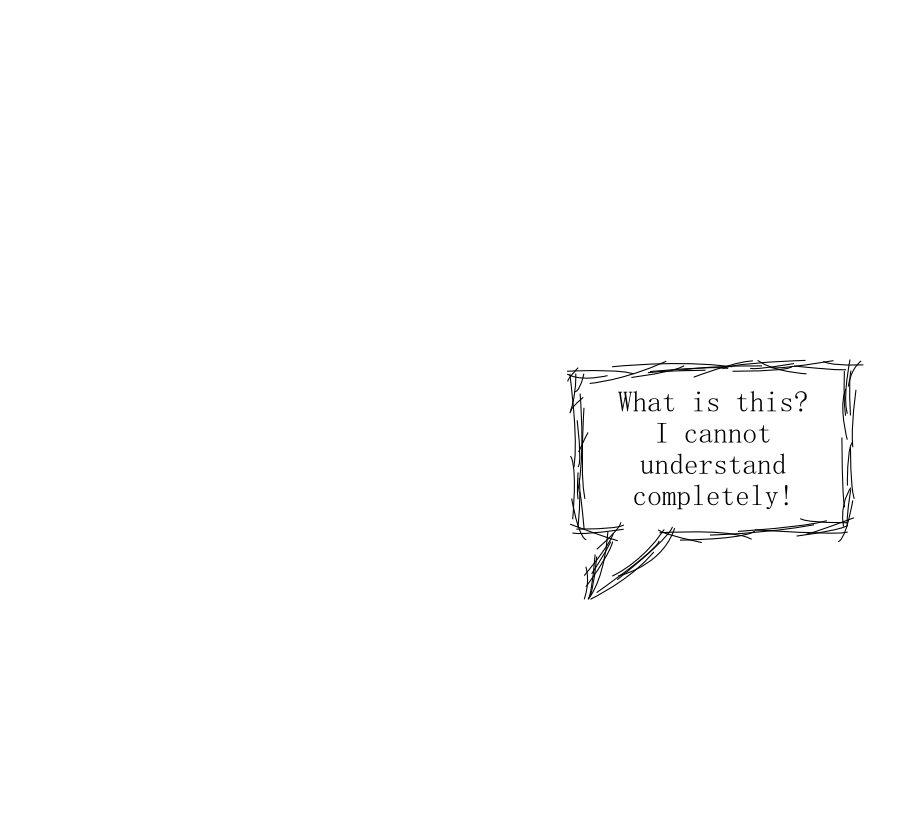 What is this?
I cannot
understand
completely!